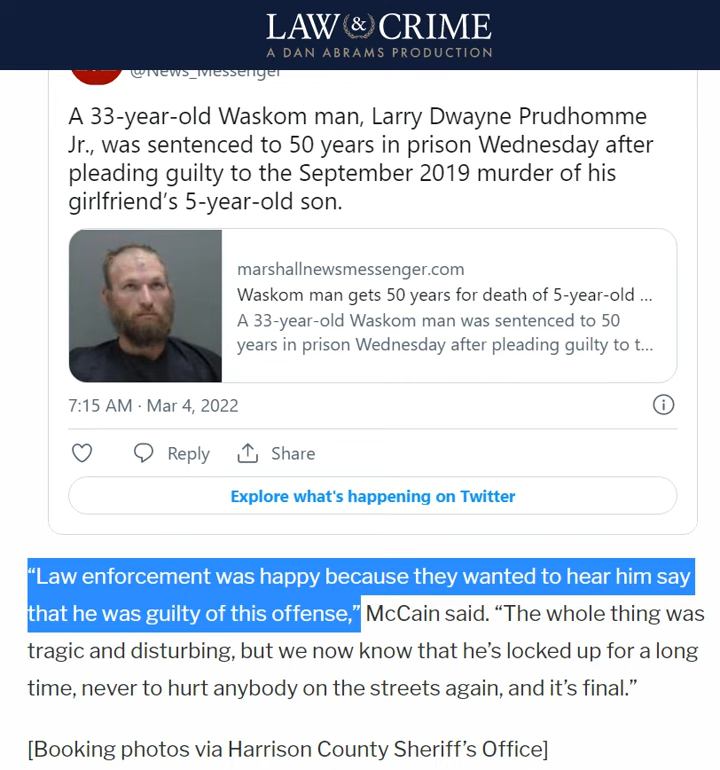 LAW & CRIME
A DAN ABRAMS PRODUCTION
@News_Messenger
A 33-year-old Waskom man, Larry Dwayne Prudhomme
Jr., was sentenced to 50 years in prison Wednesday after
pleading guilty to the September 2019 murder of his
girlfriend’s 5-year-old son.
marshallnewsmessenger.com
Waskom man gets 50 years for death of 5-year-old ...
A 33-year-old Waskom man was sentenced to 50
years in prison Wednesday after pleading guilty to t...
7:15 AM · Mar 4, 2022
Reply
Share
Explore what's happening on Twitter
“Law enforcement was happy because they wanted to hear him say
that he was guilty of this offense,” McCain said. “The whole thing was
tragic and disturbing, but we now know that he’s locked up for a long
time, never to hurt anybody on the streets again, and it’s final.”
[Booking photos via Harrison County Sheriff’s Office]